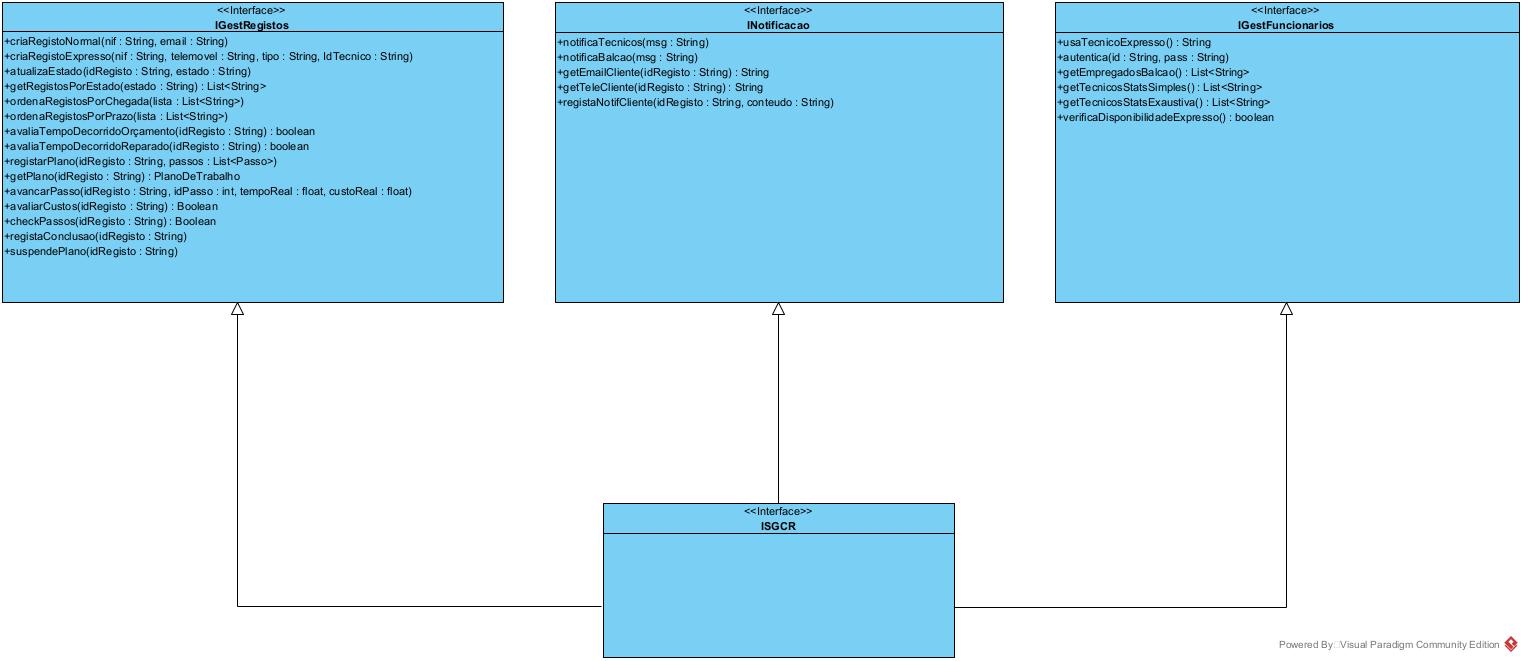 <<Interface>>
IGestRegistos
+criaRegistoNormal(nif : String, email : String)
+criaRegistoExpresso(nif : String, telemovel : String, tipo : String, IdTecnico : String)
+atualizaEstado(idRegisto : String, estado : String)
+getRegistosPorEstado(estado : String) : List<String>
+ordenaRegistosPorChegada(lista : List<String>)
+ordenaRegistosPorPrazo(lista : List<String>)
+avaliaTempoDecorridoOrçamento(idRegisto : String) : boolean
+avaliaTempoDecorridoReparado(idRegisto : String) : boolean
+registarPlano(idRegisto : String, passos : List<Passo>)
+getPlano(idRegisto : String) : PlanoDeTrabalho
+avancarPasso(idRegisto : String, idPasso : int, tempoReal : float, custoReal : float)
+avaliarCustos(idRegisto : String) : Boolean
+checkPassos(idRegisto : String) : Boolean
+registaConclusao(idRegisto : String)
+suspendePlano(idRegisto : String)
<<Interface>>
INotificacao
+notificaTecnicos(msg : String)
+notificaBalcao(msg : String)
+getEmailCliente(idRegisto : String) : String
+getTeleCliente(idRegisto : String) : String
+registaNotifCliente(idRegisto : String, conteudo : String)
<<Interface>>
IGestFuncionarios
+usaTecnicoExpresso() : String
+autentica(id : String, pass : String)
+getEmpregadosBalcao() : List<String>
+getTecnicosStatsSimples() : List<String>
+getTecnicosStatsExaustiva() : List<String>
+verificaDisponibilidadeExpresso() : boolean
<<Interface>>
ISGCR
Powered By Visual Paradigm Community Edition